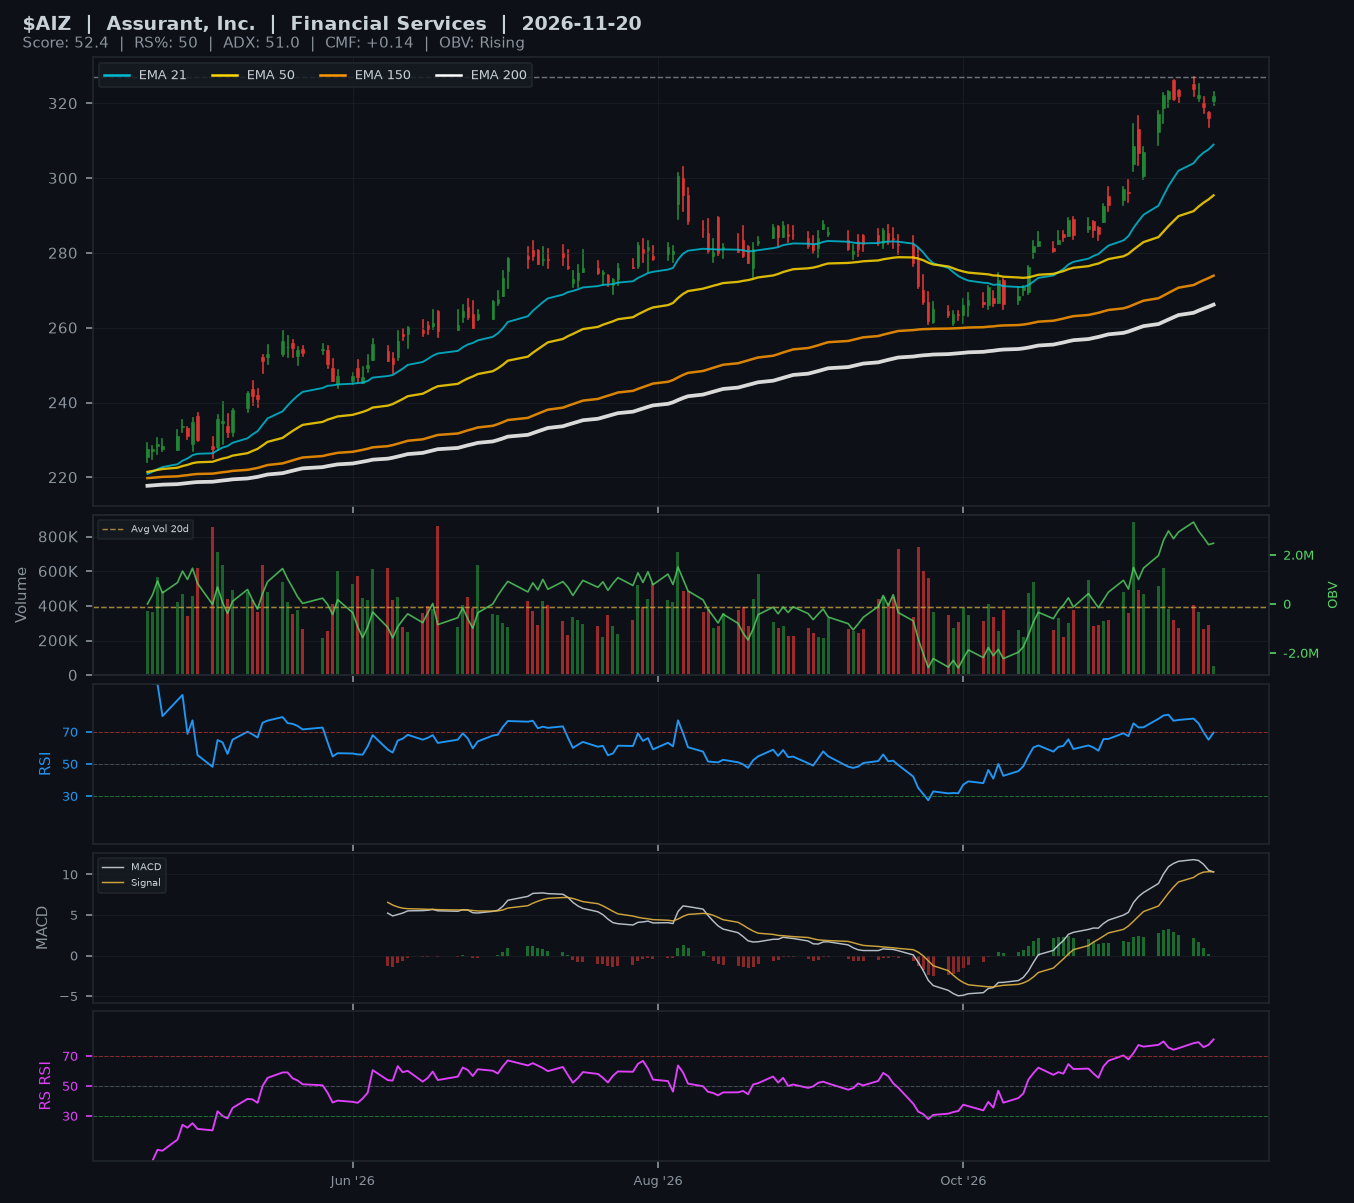 $AIZ | Assurant, Inc. | Financial Services | 2026-11-20
Score: 52.4 | RS%: 50 | ADX: 51.0 | CMF: +0.14 | OBV: Rising
EMA 21 EMA 50 EMA 150 EMA 200
320
300
280
260
240
220
Avg Vol 20d
800K
600K
400K
200K
0
Volume
2.0M
0
-2.0M
OBV
70
50
30
RSI
MACD
Signal
10
5
0
−5
MACD
70
50
30
RS RSI
Jun '26 Aug '26 Oct '26